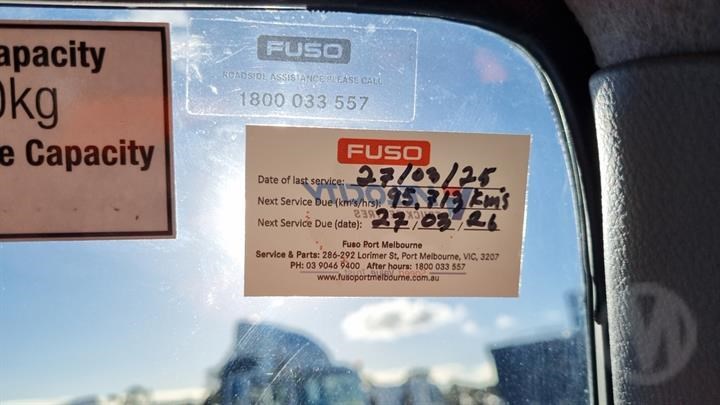 apacity
0kg
e Capacity
FUSO
ROADSIDE ASSISTANCE PLEASE CALL
1800 033 557
FUSO
Date of last service: 27/03/25
Next Service Due (km's/hrs): 95,713 km's
Next Service Due (date): 27/03/26
Fuso Port Melbourne
Service & Parts: 286-292 Lorimer St, Port Melbourne, VIC, 3207
PH: 03 9046 9400 After hours: 1800 033 557
www.fusoportmelbourne.com.au